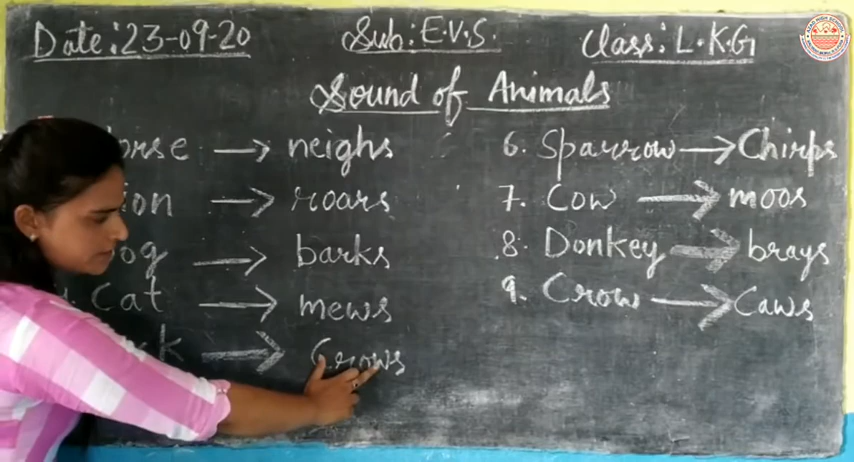 Date: 23-09-20 Sub: E.V.S. Class: L.K.G
Sound of Animals
orse → neighs
ion → roars
og → barks
Cat → mews
ck → Crows
6. Sparrow → Chirps
7. Cow → moos
8. Donkey → brays
9. Crow → Caws